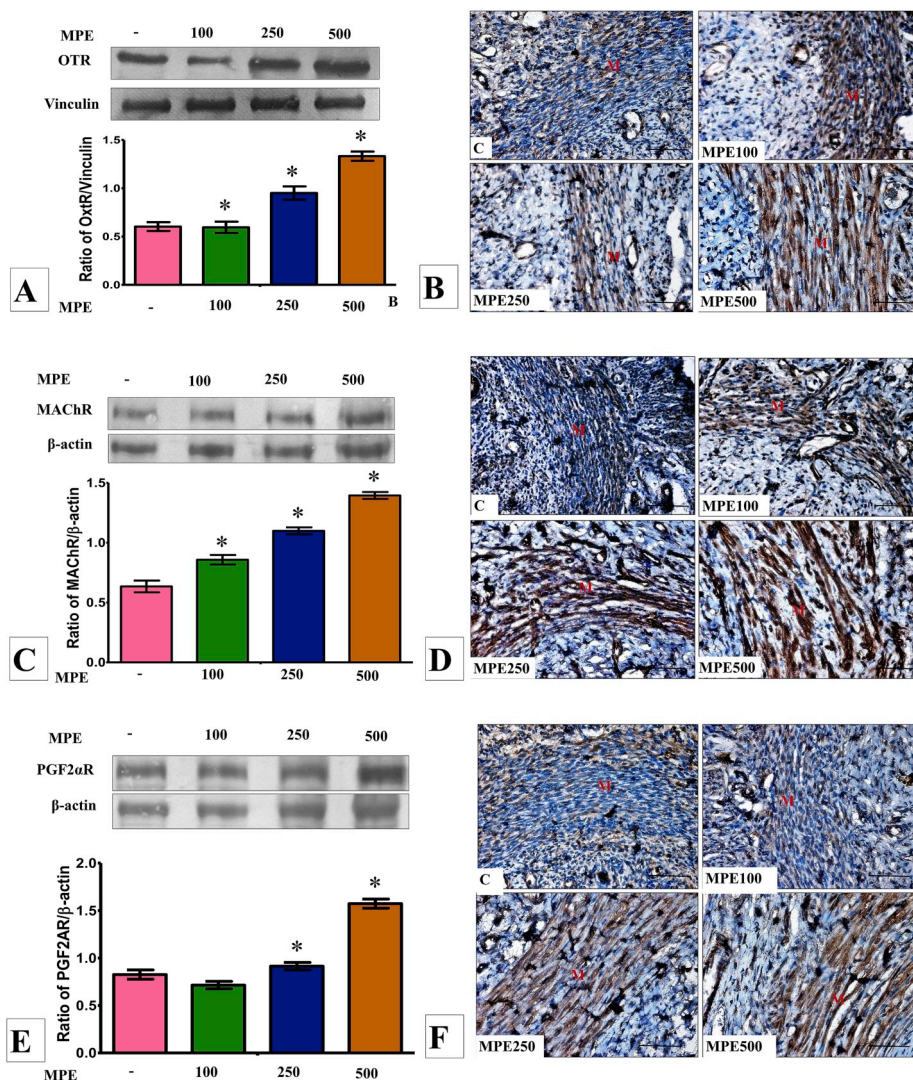 MPE - 100 250 500
OTR
Vinculin
Ratio of OxtR/Vinculin
1.5
1.0
0.5
0.0
*
*
*
MPE - 100 250 500
A
B
M
C
M
MPE100
M
MPE250
M
MPE500
B
MPE - 100 250 500
MAChR
β-actin
Ratio of MAChR/β-actin
1.5
1.0
0.5
0.0
*
*
*
MPE - 100 250 500
C
M
C
M
MPE100
M
MPE250
M
MPE500
D
MPE - 100 250 500
PGF2αR
β-actin
Ratio of PGF2AR/β-actin
2.0
1.5
1.0
0.5
0.0
*
*
MPE - 100 250 500
E
M
C
M
MPE100
M
MPE250
M
MPE500
F